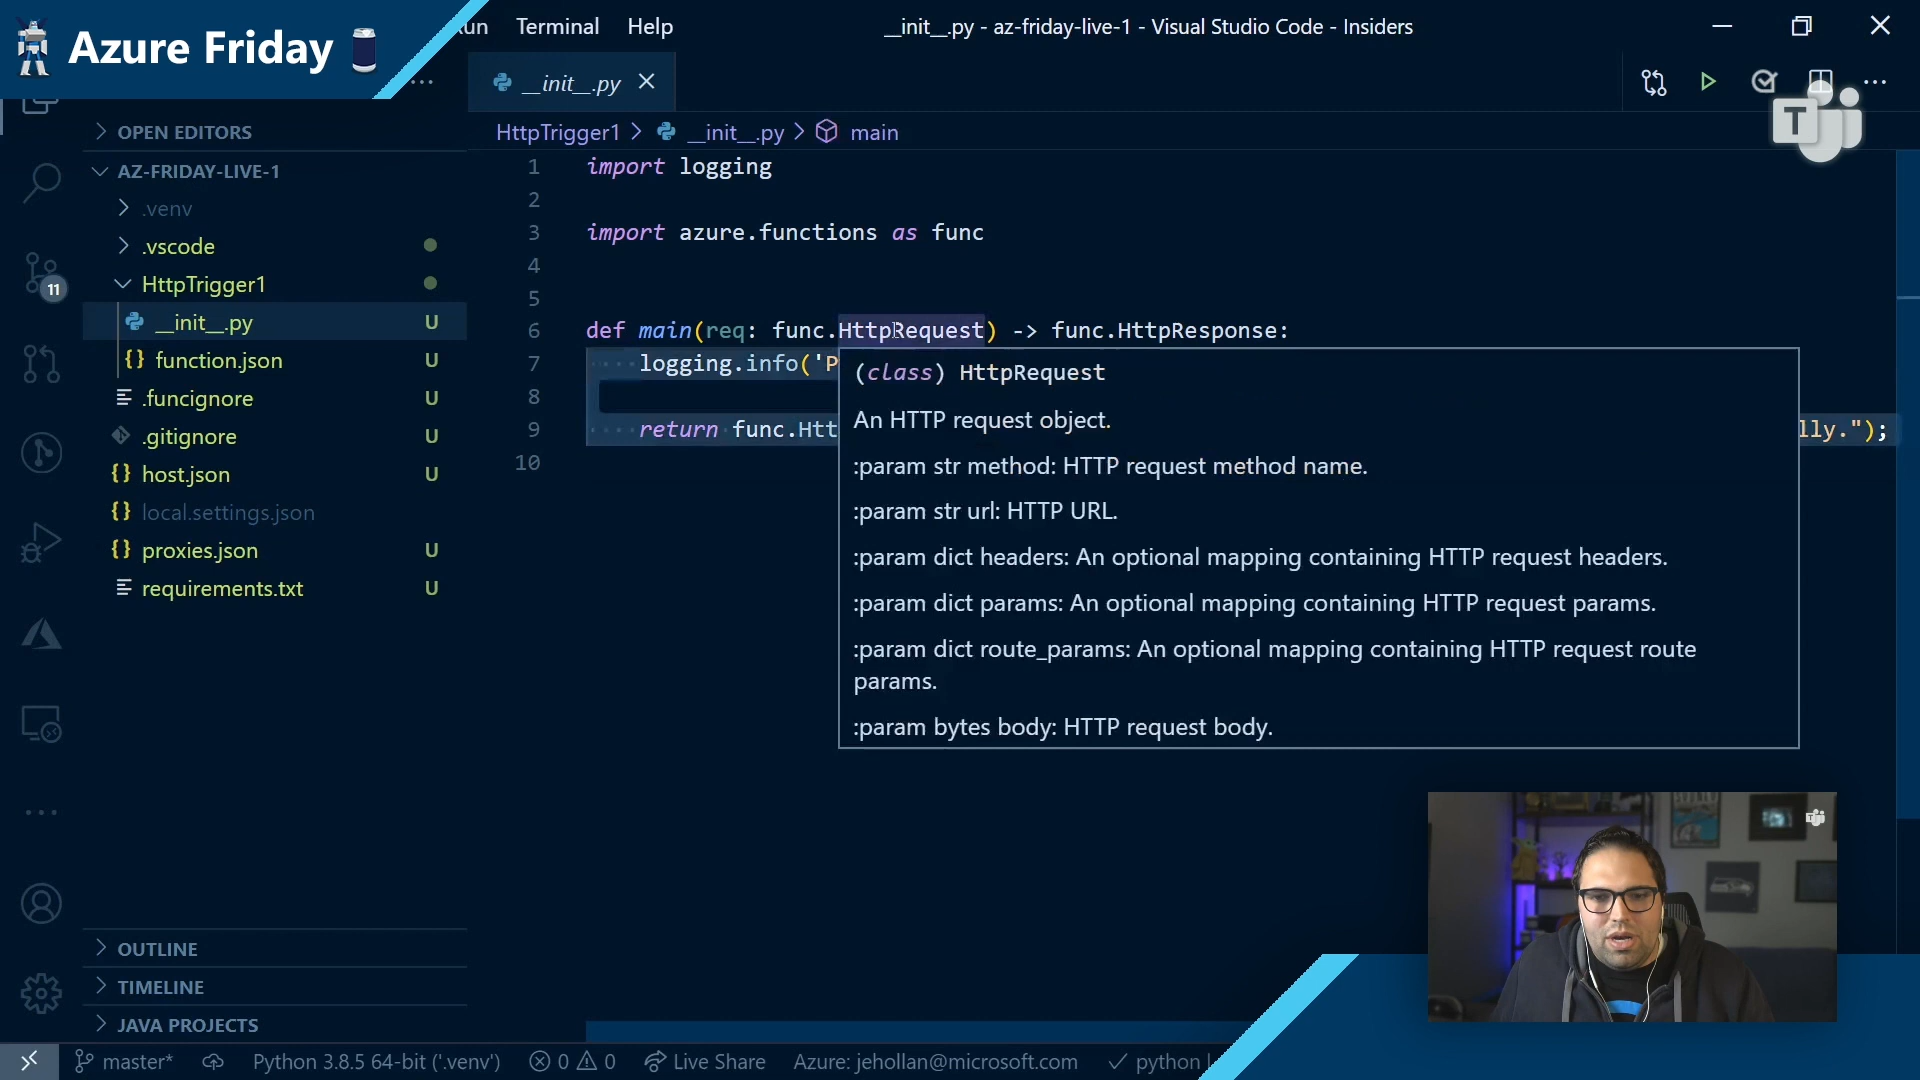 Azure Friday
Run Terminal Help
__init__.py - az-friday-live-1 - Visual Studio Code - Insiders
__init__.py
OPEN EDITORS
AZ-FRIDAY-LIVE-1
.venv
.vscode
HttpTrigger1
__init__.py U
function.json U
.funcignore U
.gitignore U
host.json U
local.settings.json
proxies.json U
requirements.txt U
11
OUTLINE
TIMELINE
JAVA PROJECTS
HttpTrigger1 > __init__.py > main
T
1 import logging
2
3 import azure.functions as func
4
5
6 def main(req: func.HttpRequest) -> func.HttpResponse:
7 logging.info('P
8
9 return func.Htt lly.");
10
(class) HttpRequest
An HTTP request object.
:param str method: HTTP request method name.
:param str url: HTTP URL.
:param dict headers: An optional mapping containing HTTP request headers.
:param dict params: An optional mapping containing HTTP request params.
:param dict route_params: An optional mapping containing HTTP request route
params.
:param bytes body: HTTP request body.
master* Python 3.8.5 64-bit ('.venv') 0 0 Live Share Azure: jehollan@microsoft.com python |